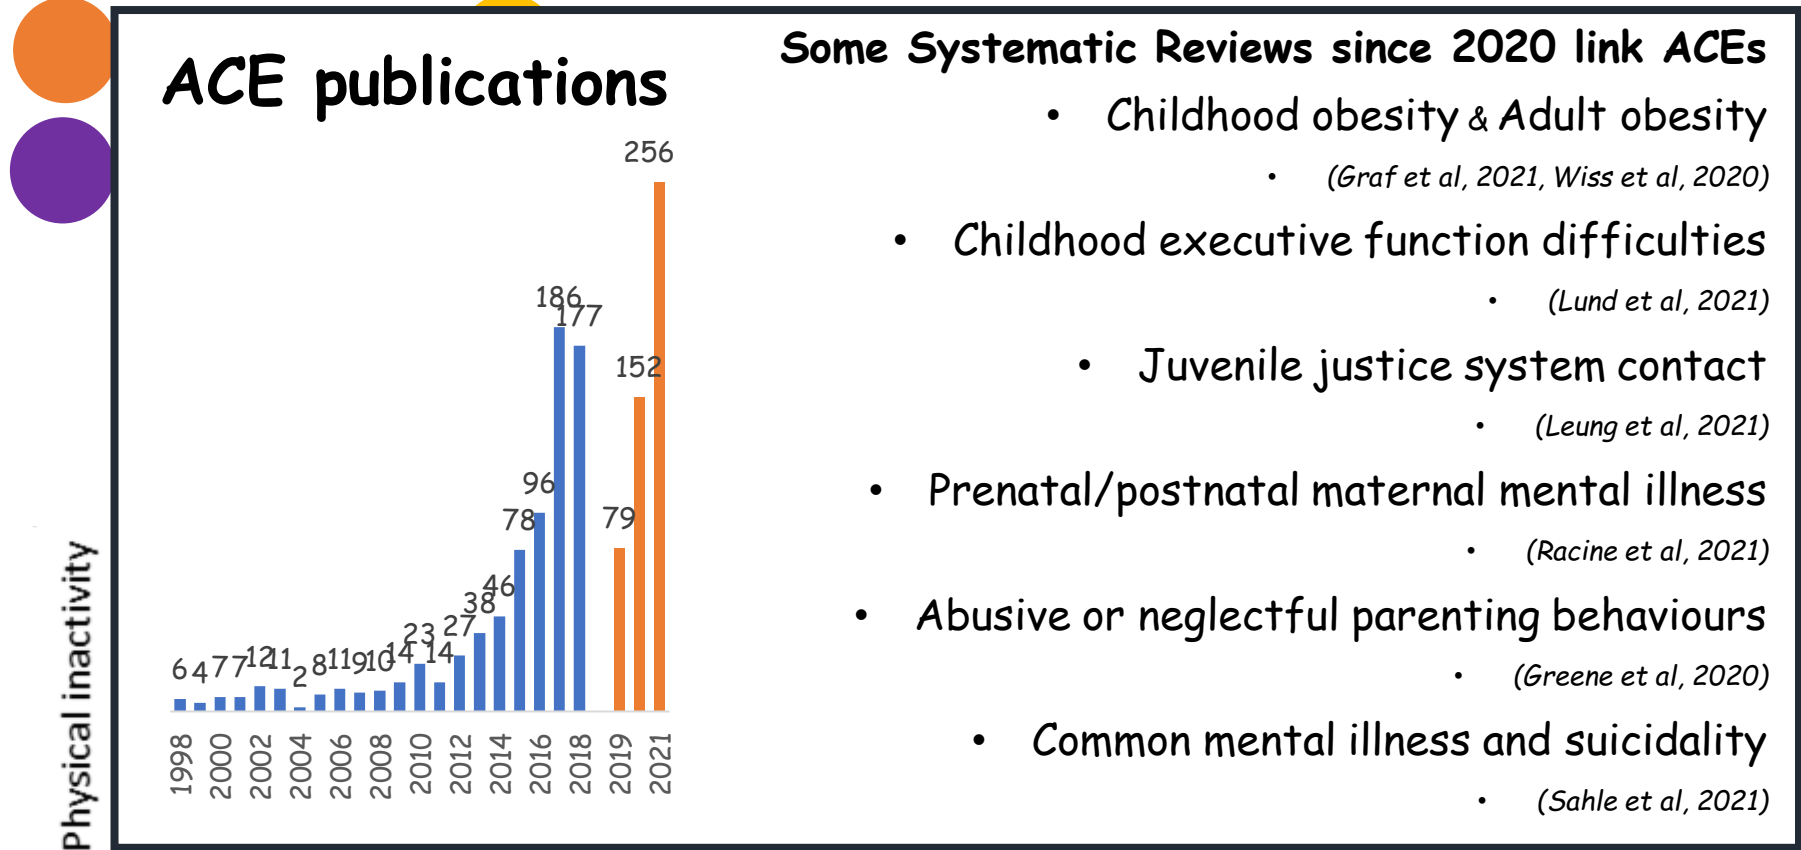 ACE publications
256
186
177
152
96
79
78
46
38
27
23
14
14
12
11
11
10
9
8
7
7
6
4
2
1998
2000
2002
2004
2006
2008
2010
2012
2014
2016
2018
2019
2021
Physical inactivity
Some Systematic Reviews since 2020 link ACEs
• Childhood obesity & Adult obesity
• (Graf et al, 2021, Wiss et al, 2020)
• Childhood executive function difficulties
• (Lund et al, 2021)
• Juvenile justice system contact
• (Leung et al, 2021)
• Prenatal/postnatal maternal mental illness
• (Racine et al, 2021)
• Abusive or neglectful parenting behaviours
• (Greene et al, 2020)
• Common mental illness and suicidality
• (Sahle et al, 2021)